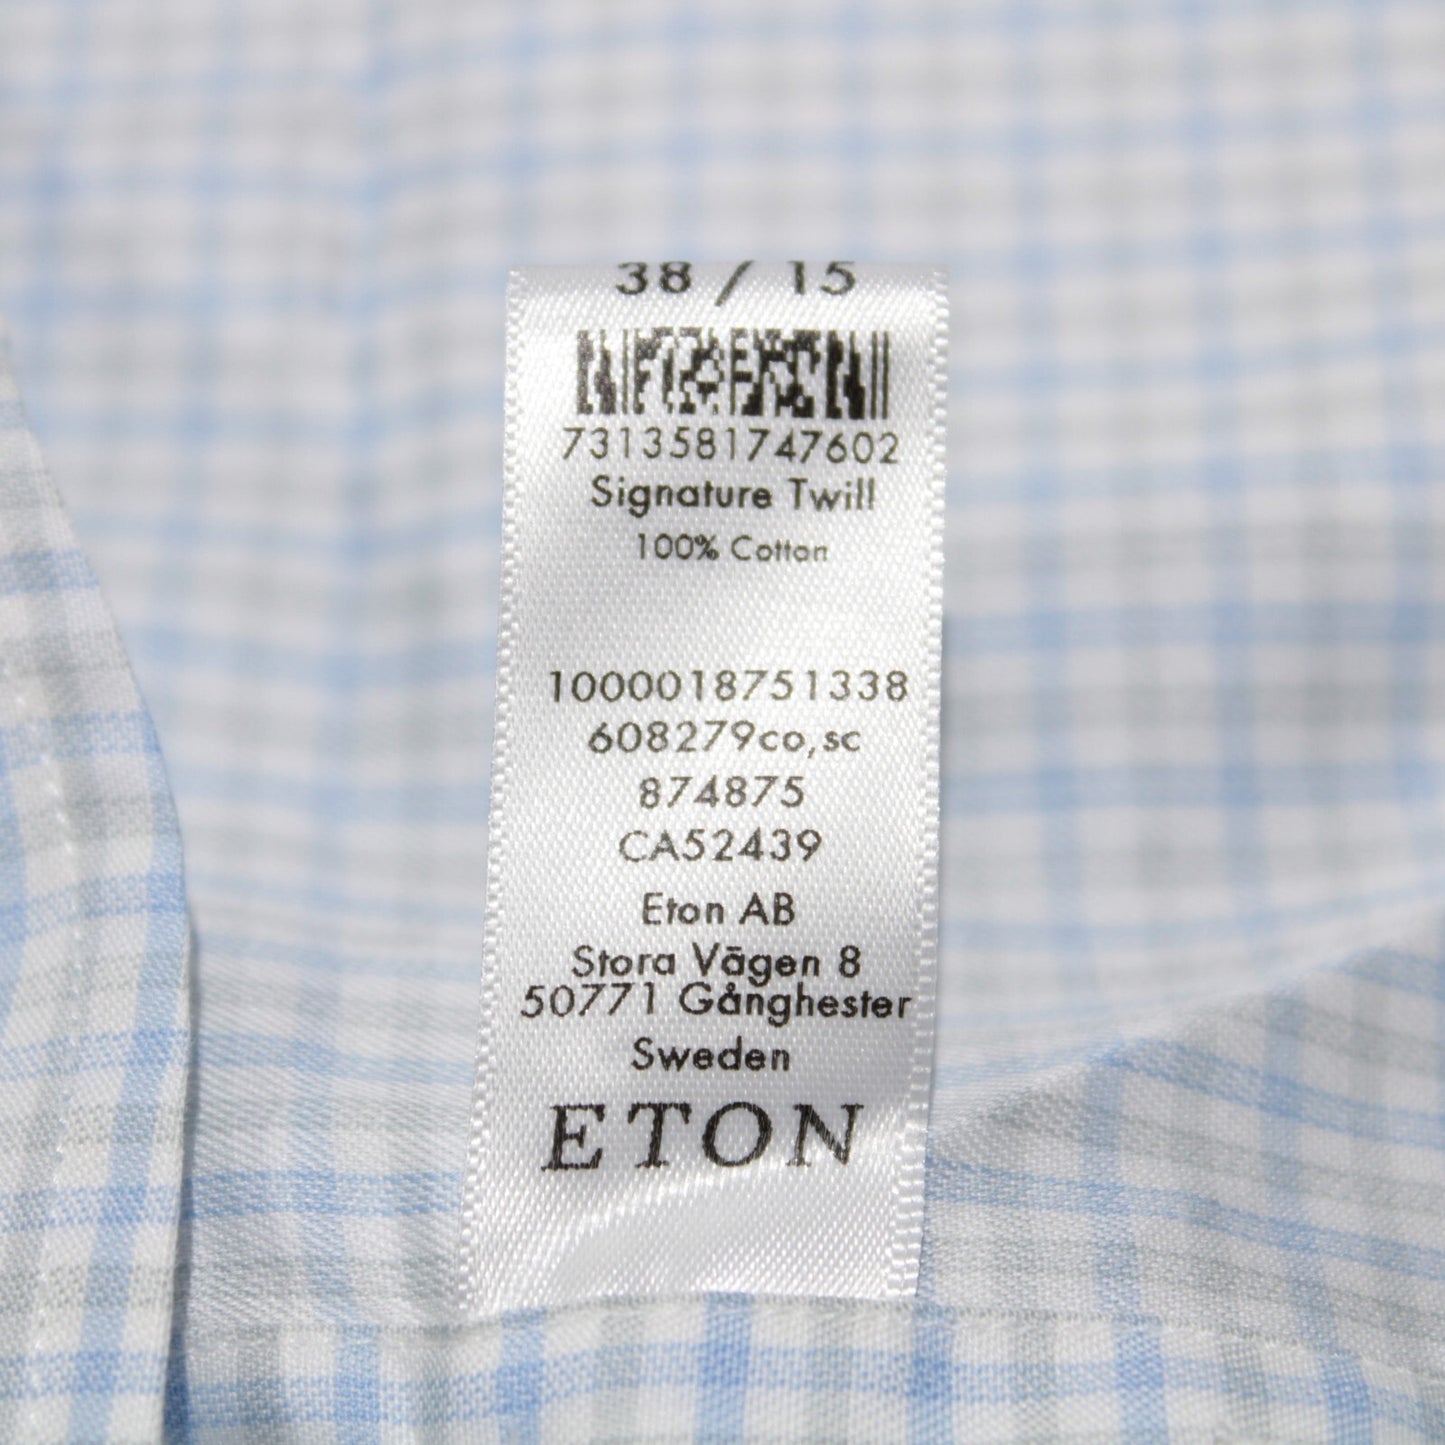 38 / 15
7313581747602
Signature Twill
100% Cotton
1000018751338
608279co,sc
874875
CA52439
Eton AB
Stora Vägen 8
50771 Gånghester
Sweden
ETON